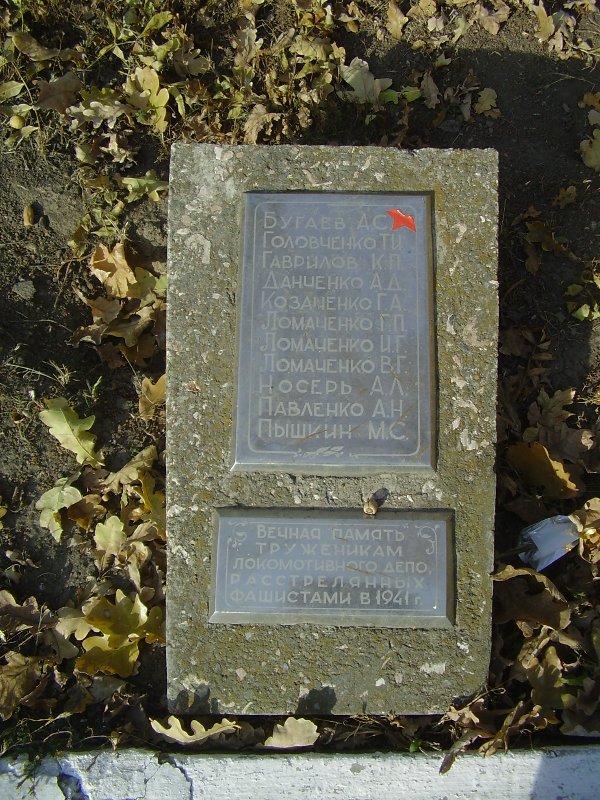 Бугаев А.С.
Головченко Т.И.
Гаврилов К.П.
Данченко А.Д.
Козаченко Г.А.
Ломаченко Г.П.
Ломаченко И.Г.
Ломаченко В.Г.
Носерь А.Л.
Павленко А.Н.
Пышкин М.С.
Вечная память
труженикам
локомотивного депо,
расстрелянных
фашистами в 1941 г.